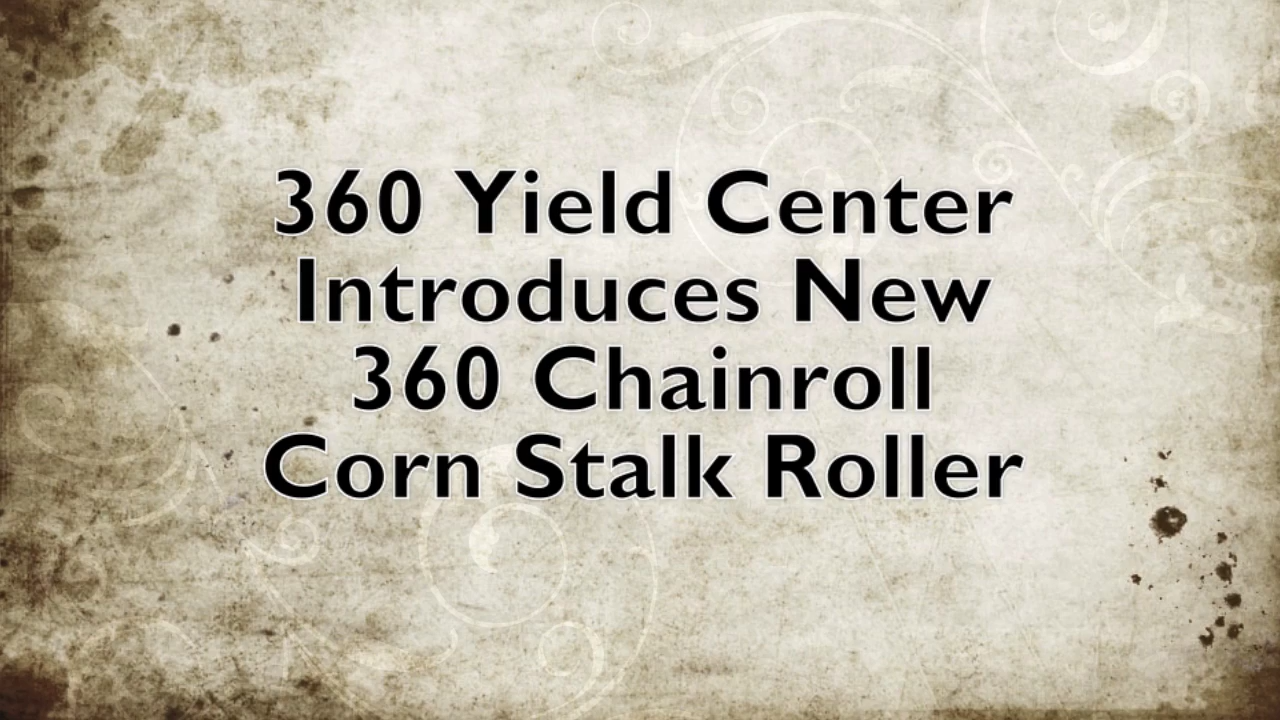 360 Yield Center
Introduces New
360 Chainroll
Corn Stalk Roller